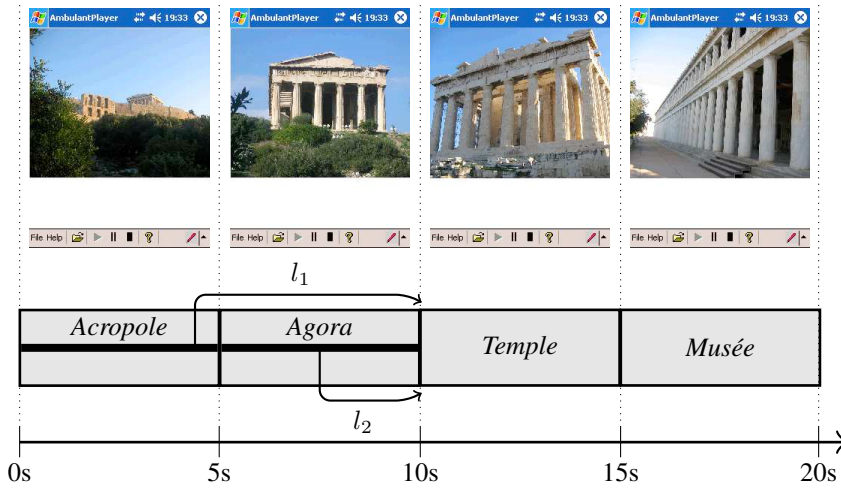 AmbulantPlayer 19:33
AmbulantPlayer 19:33
AmbulantPlayer 19:33
AmbulantPlayer 19:33
File Help
File Help
File Help
File Help
l1
Acropole
Agora
Temple
Musée
l2
0s
5s
10s
15s
20s